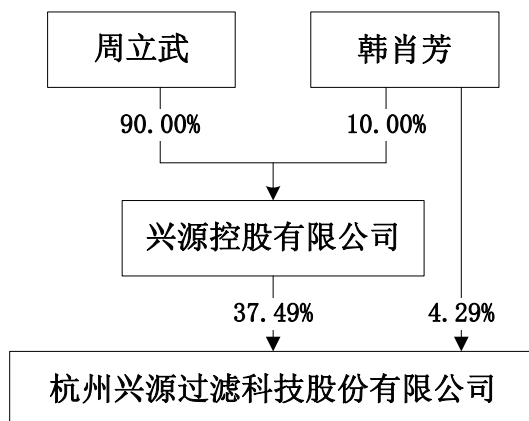 周立武
韩肖芳
90.00%
10.00%
兴源控股有限公司
37.49%
4.29%
杭州兴源过滤科技股份有限公司